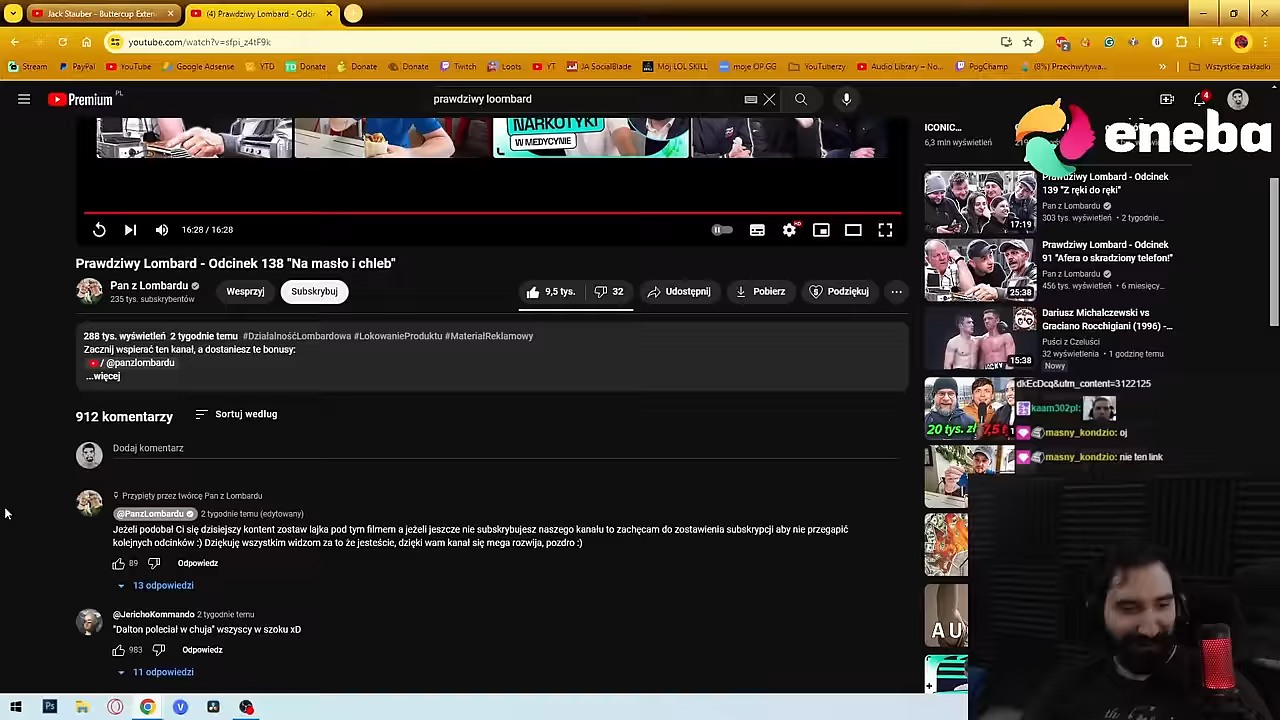 Jack Stauber - Buttercup Exten
(4) Prawdziwy Lombard - Odcin
youtube.com/watch?v=sfpi_z4tF9k
Stream
PayPal
YouTube
Google Adsense
YTD
Donate
Donate
Donate
Twitch
Loots
YT
JA SocialBlade
Mój LOL SKILL
moje OP.GG
YouTuberzy
Audio Library – No...
PogChamp
(8%) Przechwytywa...
Wszystkie zakładki
Premium PL
prawdziwy loombard
4
eneba
ICONIC...
6,3 mln wyświetleń
NARKOTYKI
W MEDYCYNIE
Prawdziwy Lombard - Odcinek
139 "Z ręki do ręki"
Pan z Lombardu
303 tys. wyświetleń • 2 tygodnie...
17:19
16:28 / 16:28
Prawdziwy Lombard - Odcinek
91 "Afera o skradziony telefon!"
Pan z Lombardu
456 tys. wyświetleń • 6 miesięcy...
25:38
Prawdziwy Lombard - Odcinek 138 "Na masło i chleb"
Pan z Lombardu
235 tys. subskrybentów
Wesprzyj
Subskrybuj
9,5 tys.
32
Udostępnij
Pobierz
Podziękuj
Dariusz Michalczewski vs
Graciano Rocchigiani (1996) -...
Puści z Czeluści
32 wyświetlenia • 1 godzinę temu
Nowy
15:38
288 tys. wyświetleń 2 tygodnie temu #DziałalnośćLombardowa #LokowanieProduktu #MateriałReklamowy
Zacznij wspierać ten kanał, a dostaniesz te bonusy:
/ @panzlombardu
...więcej
dkEcDcq&utm_content=3122125
kaam302pl:
20 tys. zł
masny_kondzio: oj
masny_kondzio: nie ten link
912 komentarzy
Sortuj według
Dodaj komentarz
Przypięty przez twórcę Pan z Lombardu
@PanzLombardu 2 tygodnie temu (edytowany)
Jeżeli podobał Ci się dzisiejszy kontent zostaw lajka pod tym filmem a jeżeli jeszcze nie subskrybujesz naszego kanału to zachęcam do zostawienia subskrypcji aby nie przegapić
kolejnych odcinków :) Dziękuję wszystkim widzom za to że jesteście, dzięki wam kanał się mega rozwija, pozdro :)
89
Odpowiedz
13 odpowiedzi
@JerichoKommando 2 tygodnie temu
"Dalton poleciał w chuja" wszyscy w szoku xD
983
Odpowiedz
11 odpowiedzi
AU